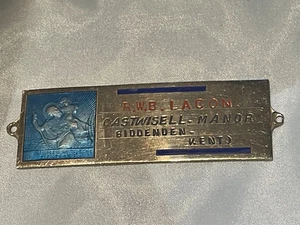 R.W.B. LACON.
CASTWISELL-MANOR
BIDDENDEN-
KENT.